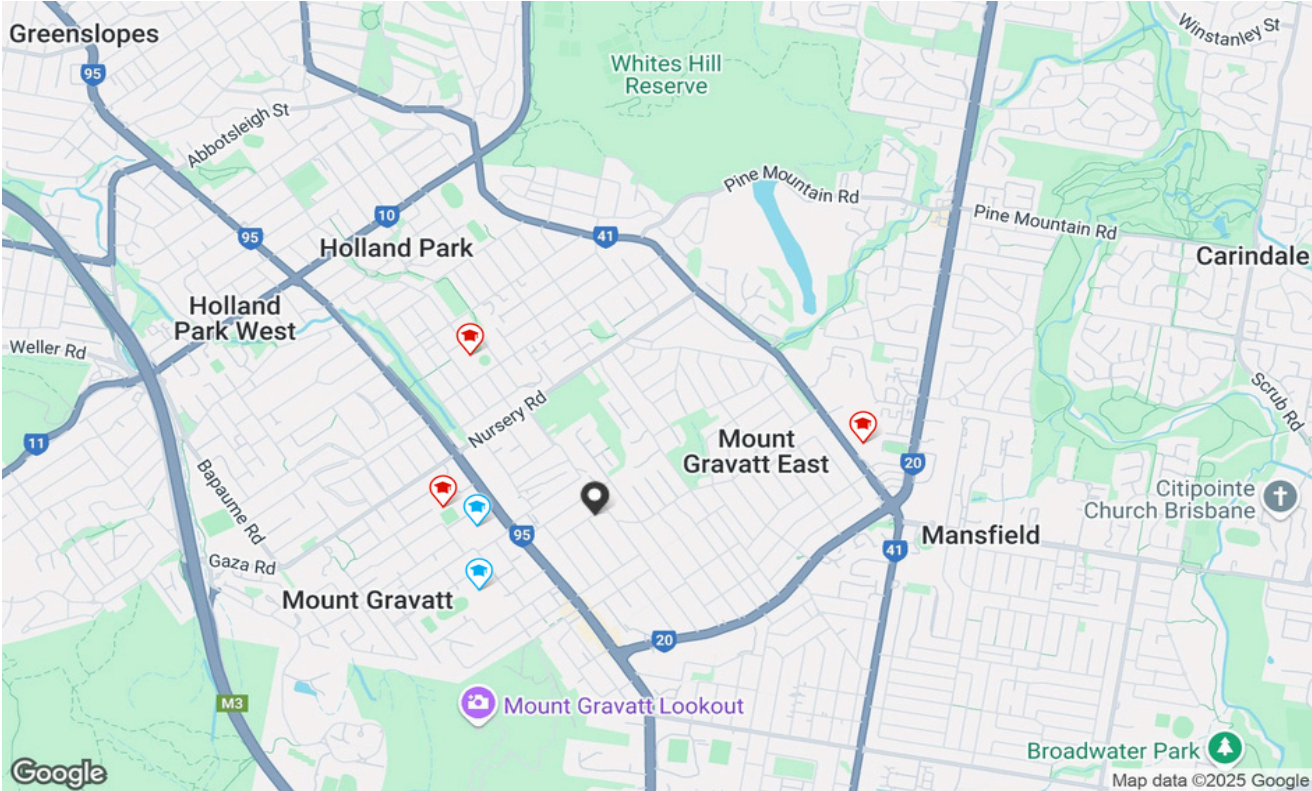 Greenslopes
95
Abbotsleigh St
Whites Hill
Reserve
Winstanley St
Pine Mountain Rd
Pine Mountain Rd
10
95
41
Holland Park
Carindale
Holland
Park West
Weller Rd
Nursery Rd
Scrub Rd
11
Mount
Gravatt East
20
Bapaume Rd
Citipointe
Church Brisbane
95
Mansfield
41
Gaza Rd
Mount Gravatt
20
M3
Mount Gravatt Lookout
Broadwater Park
Google
Map data ©2025 Google